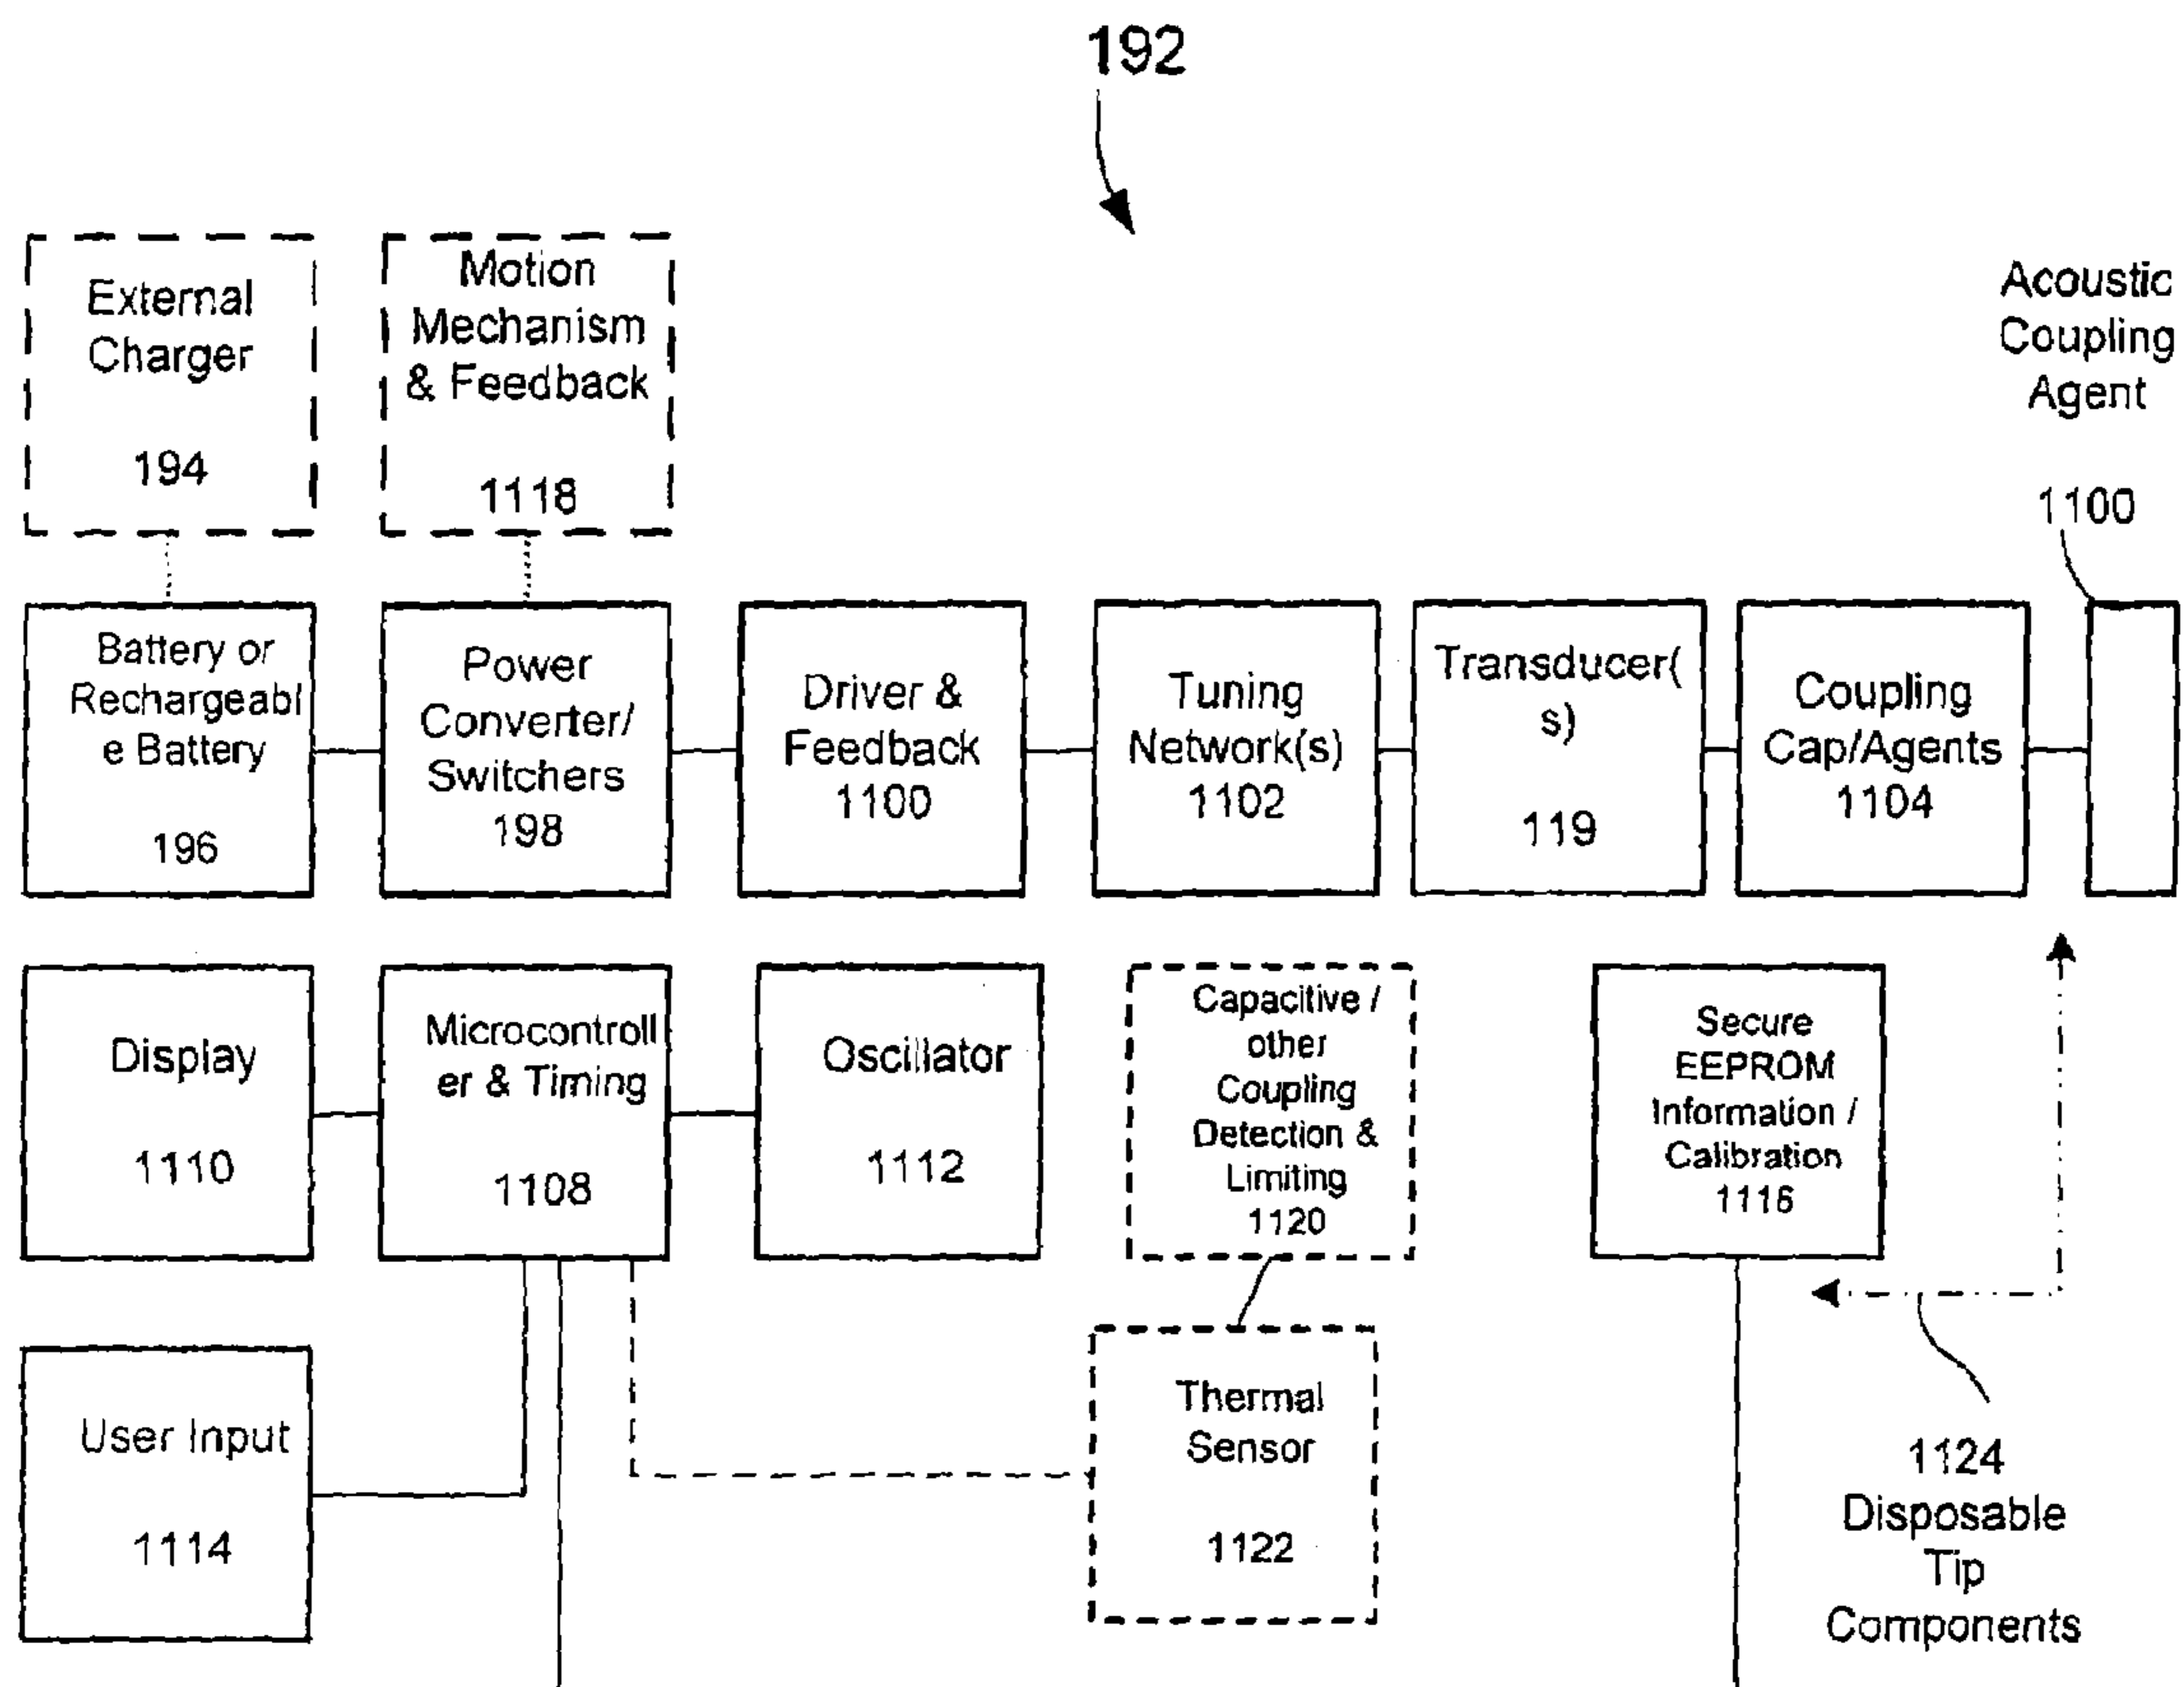 192
External
Charger
194
Motion
Mechanism
& Feedback
1118
Acoustic
Coupling
Agent
1100
Battery or
Rechargeabl
e Battery
196
Power
Converter/
Switchers
198
Driver &
Feedback
1100
Tuning
Network(s)
1102
Transducer(
s)
119
Coupling
Cap/Agents
1104
Display
1110
Microcontroll
er & Timing
1108
Oscillator
1112
Capacitive /
other
Coupling
Detection &
Limiting
1120
Secure
EEPROM
Information /
Calibration
1116
User Input
1114
Thermal
Sensor
1122
1124
Disposable
Tip
Components